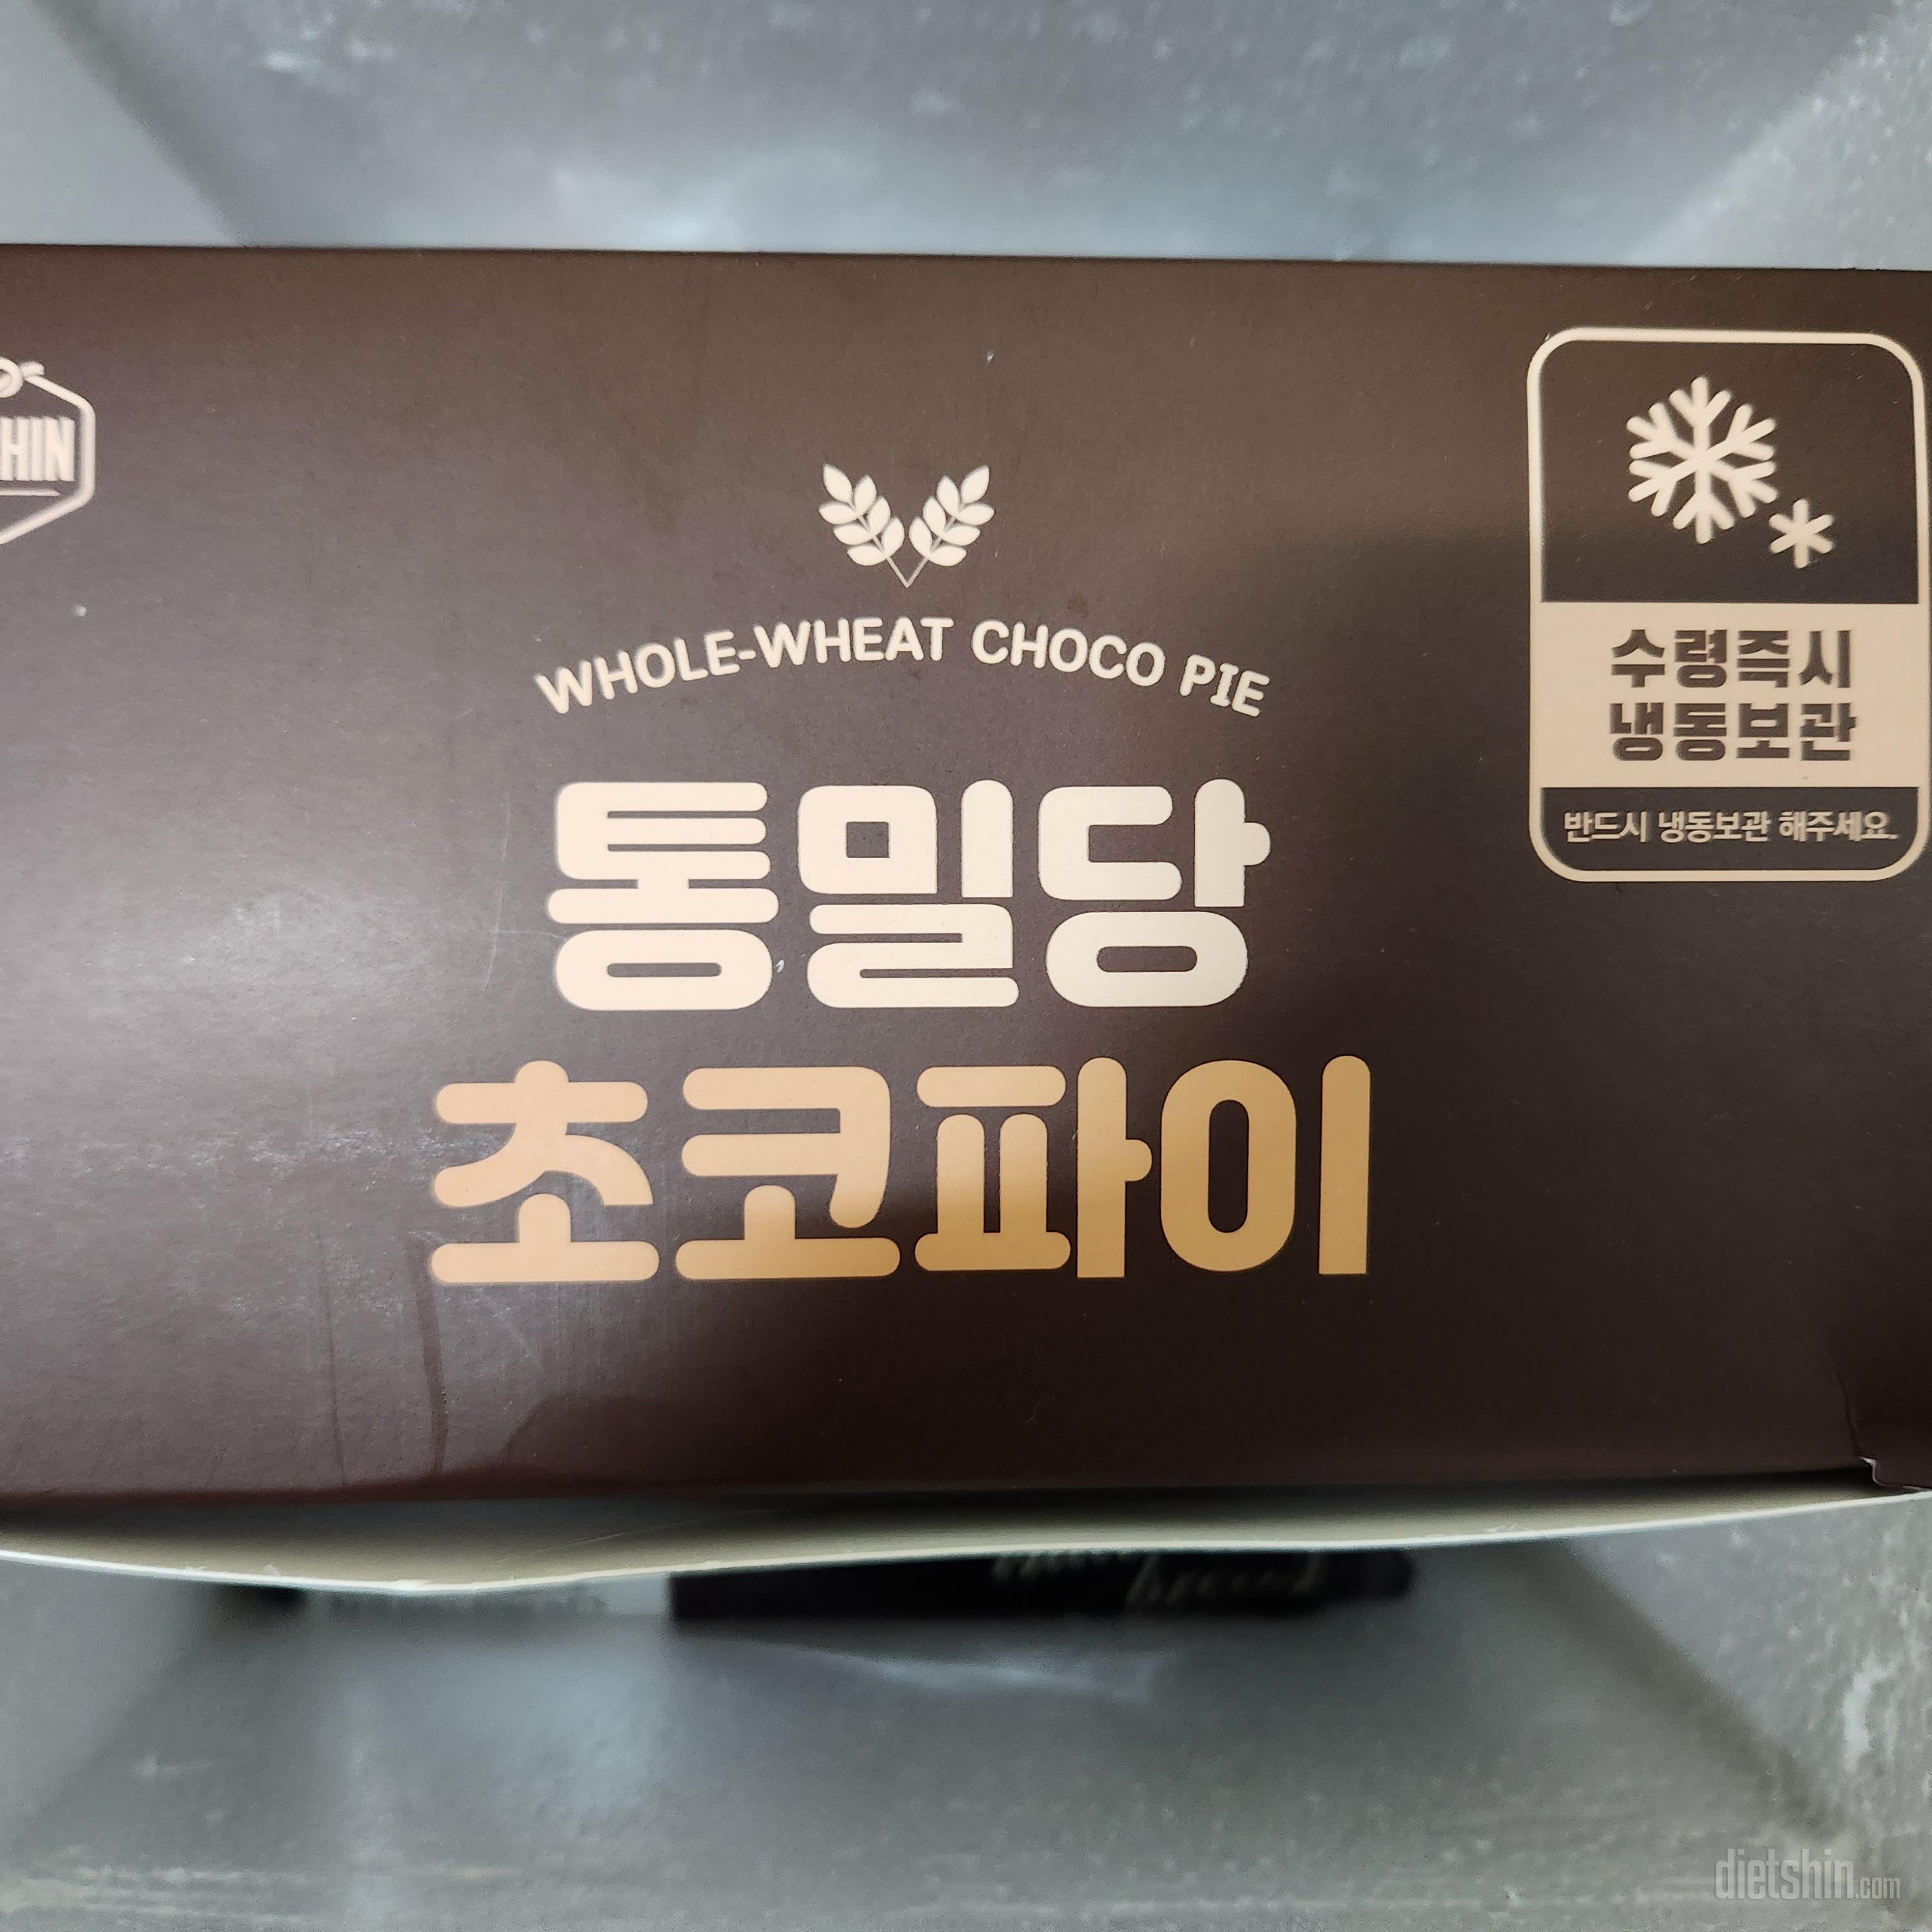 HIN
WHOLE-WHEAT CHOCO PIE
통밀당
초코파이
수령즉시
냉동보관
반드시 냉동보관 해주세요.
dietshin.com